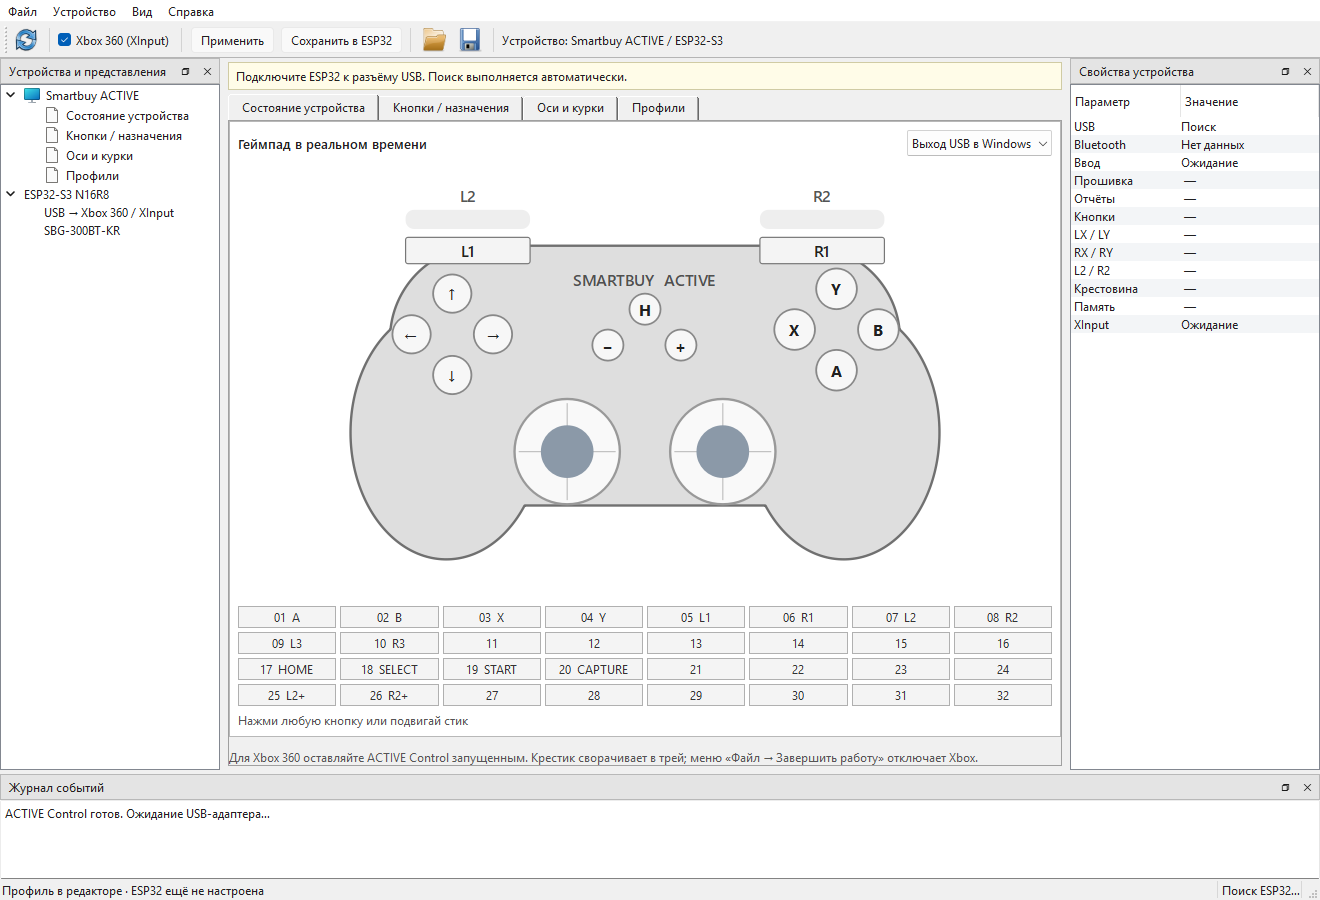 Файл Устройство Вид Справка
Xbox 360 (XInput) Применить Сохранить в ESP32 Устройство: Smartbuy ACTIVE / ESP32-S3
Устройства и представления
Smartbuy ACTIVE
Состояние устройства
Кнопки / назначения
Оси и курки
Профили
ESP32-S3 N16R8
USB → Xbox 360 / XInput
SBG-300BT-KR
Подключите ESP32 к разъёму USB. Поиск выполняется автоматически.
Состояние устройства Кнопки / назначения Оси и курки Профили
Геймпад в реальном времени Выход USB в Windows
L2 R2
L1 R1
SMARTBUY ACTIVE
↑ H Y
← → − + X B
↓ A
01 A 02 B 03 X 04 Y 05 L1 06 R1 07 L2 08 R2
09 L3 10 R3 11 12 13 14 15 16
17 HOME 18 SELECT 19 START 20 CAPTURE 21 22 23 24
25 L2+ 26 R2+ 27 28 29 30 31 32
Нажми любую кнопку или подвигай стик
Для Xbox 360 оставляйте ACTIVE Control запущенным. Крестик сворачивает в трей; меню «Файл → Завершить работу» отключает Xbox.
Свойства устройства
Параметр Значение
USB Поиск
Bluetooth Нет данных
Ввод Ожидание
Прошивка —
Отчёты —
Кнопки —
LX / LY —
RX / RY —
L2 / R2 —
Крестовина —
Память —
XInput Ожидание
Журнал событий
ACTIVE Control готов. Ожидание USB-адаптера...
Профиль в редакторе · ESP32 ещё не настроена Поиск ESP32...